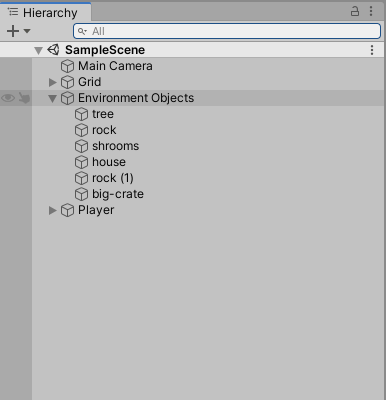 Hierarchy
All
SampleScene
Main Camera
Grid
Environment Objects
tree
rock
shrooms
house
rock (1)
big-crate
Player